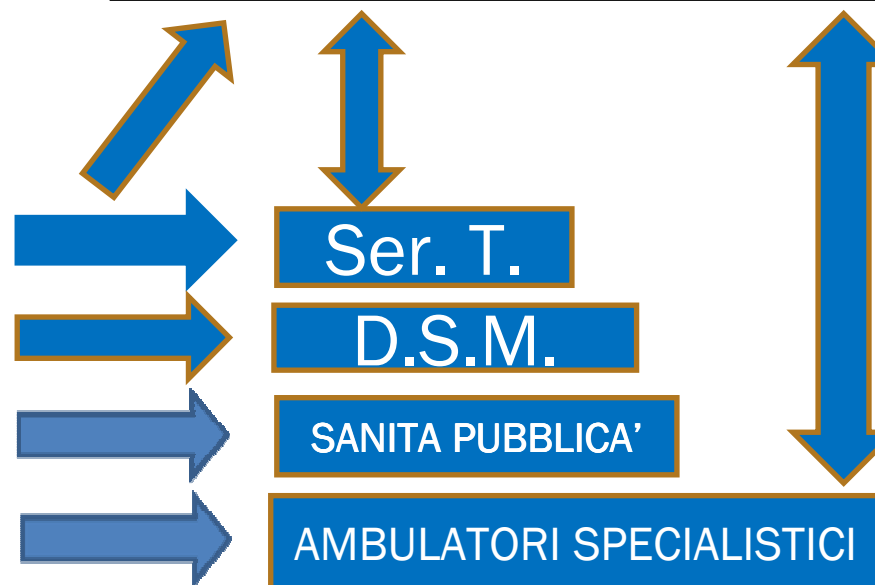 Ser. T.
D.S.M.
SANITA PUBBLICA’
AMBULATORI SPECIALISTICI